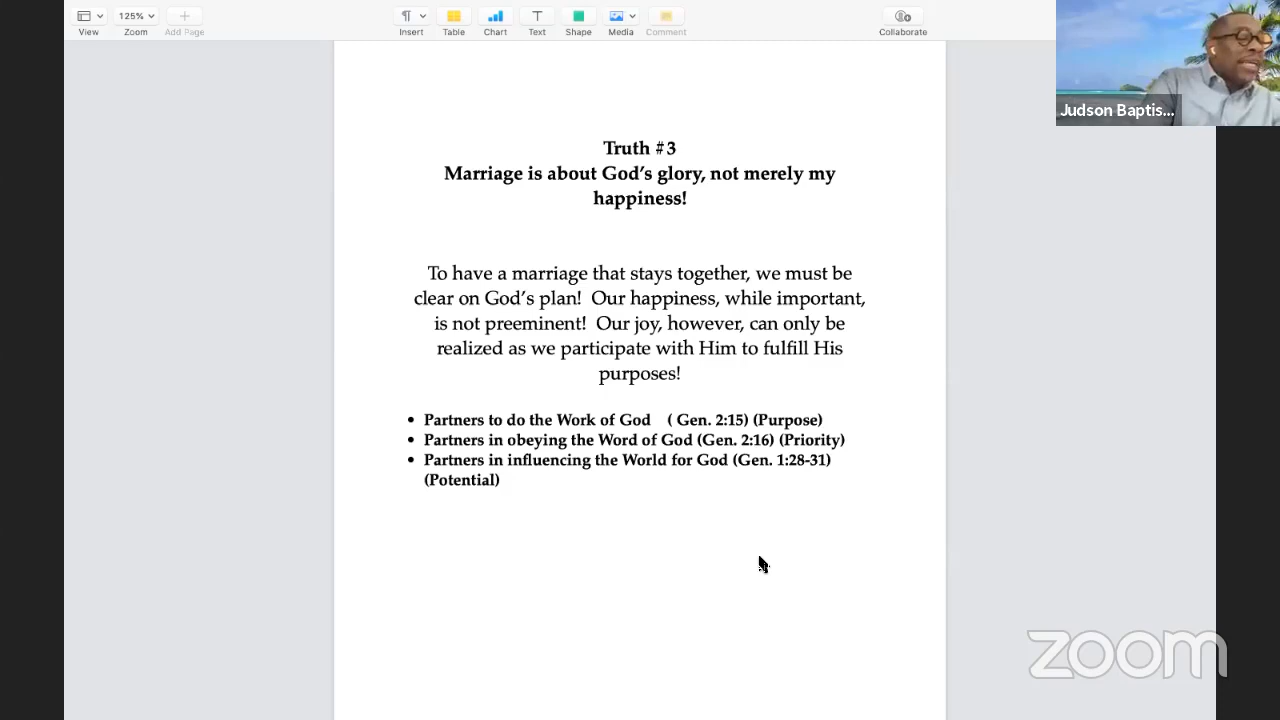 125%
View
Zoom
Add Page
Insert
Table
Chart
Text
Shape
Media
Comment
Collaborate
Judson Baptis...
Truth #3
Marriage is about God's glory, not merely my
happiness!
To have a marriage that stays together, we must be
clear on God's plan! Our happiness, while important,
is not preeminent! Our joy, however, can only be
realized as we participate with Him to fulfill His
purposes!
• Partners to do the Work of God ( Gen. 2:15) (Purpose)
• Partners in obeying the Word of God (Gen. 2:16) (Priority)
• Partners in influencing the World for God (Gen. 1:28-31)
(Potential)
zoom